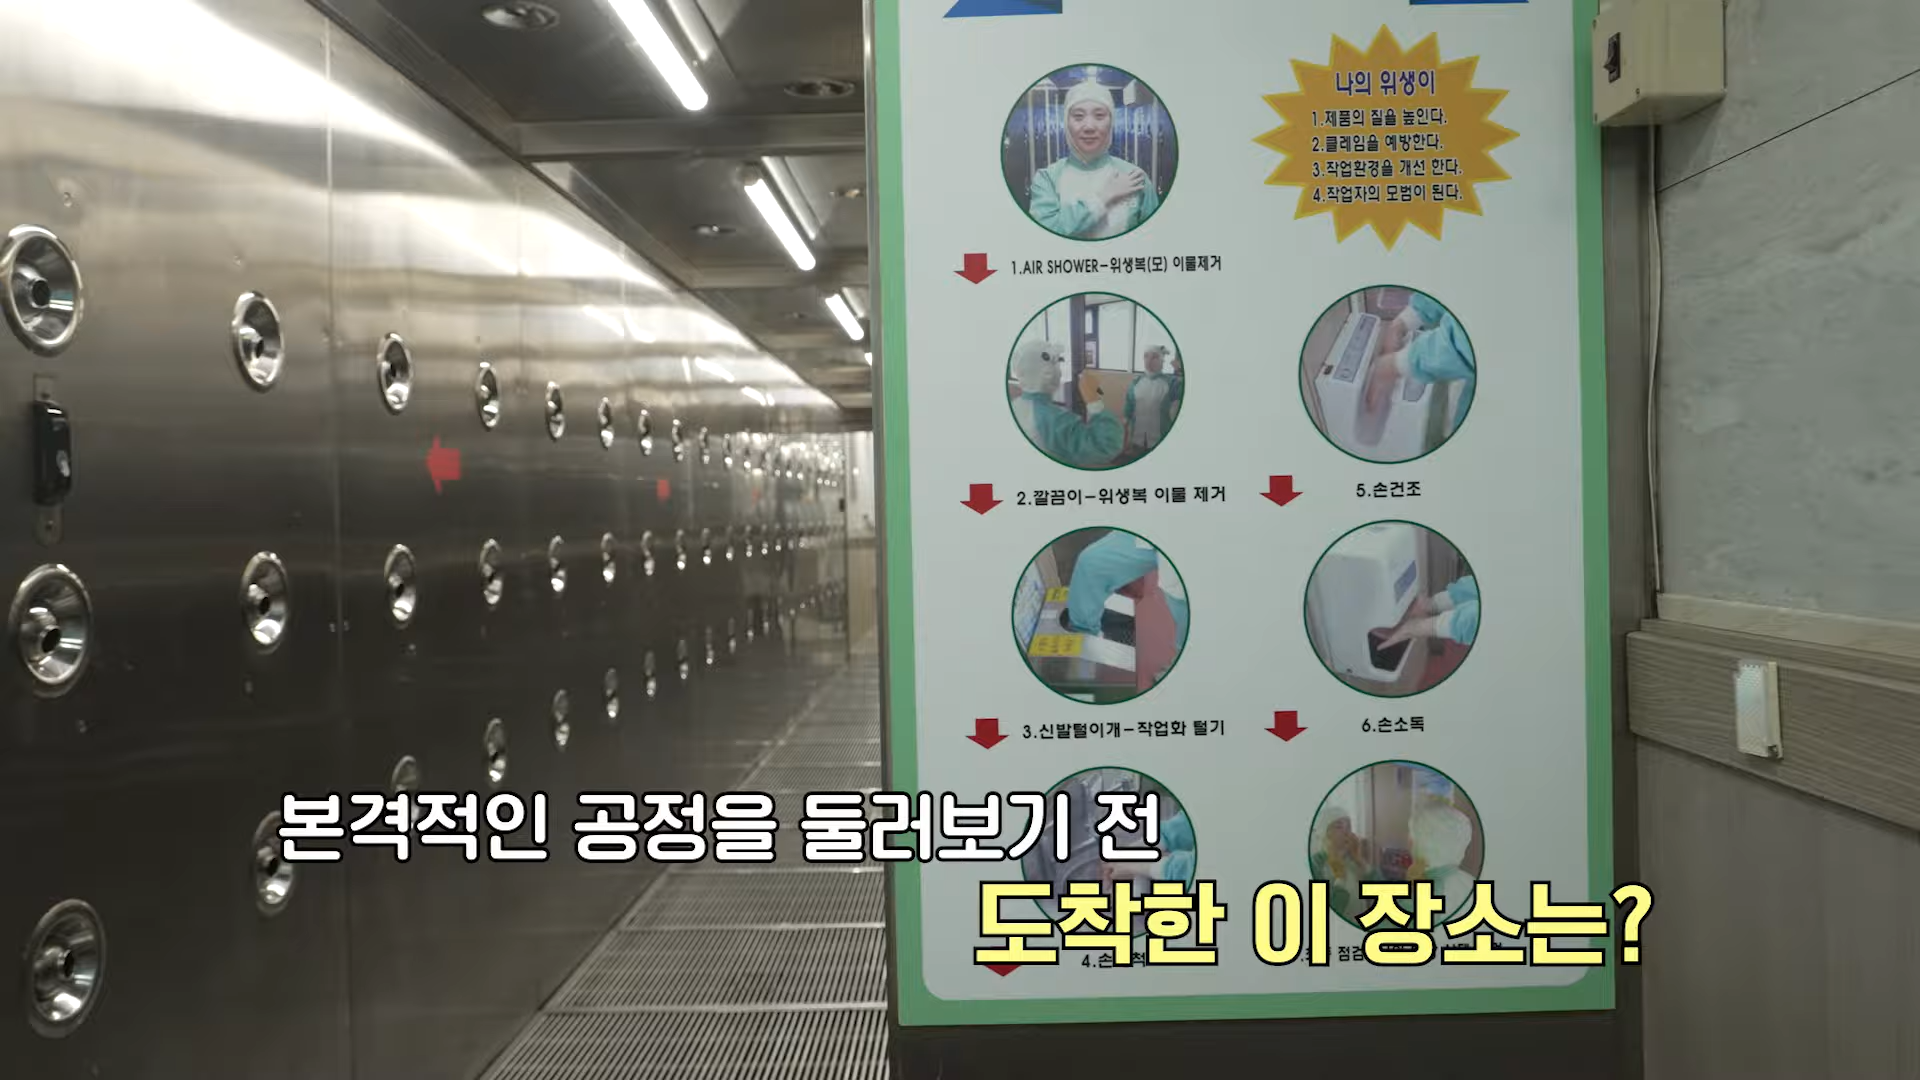 나의 위생이
1.제품의 질을 높인다.
2.클레임을 예방한다.
3.작업환경을 개선 한다.
4.작업자의 모범이 된다.
1.AIR SHOWER-위생복(모) 이물제거
2.깔끔이-위생복 이물 제거
3.신발털이개-작업화 털기
5.손건조
6.손소독
본격적인 공정을 둘러보기 전
도착한 이 장소는?
4.손
점검